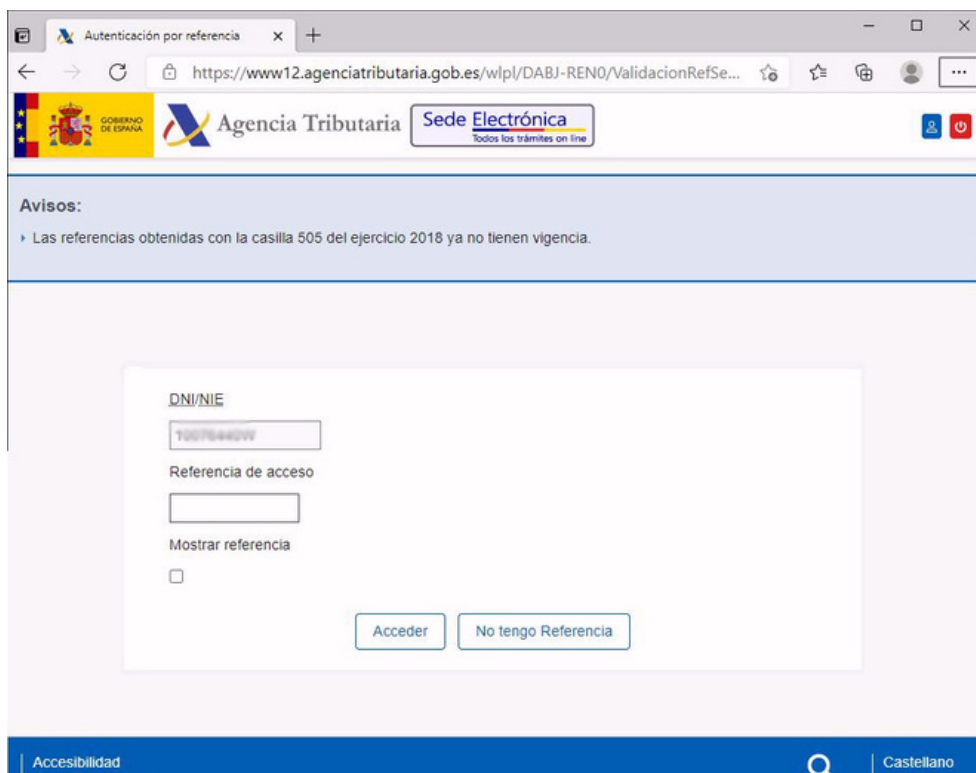 Autenticación por referencia
https://www12.agenciatributaria.gob.es/wlpl/DABJ-REN0/ValidacionRefSe...
GOBIERNO
DE ESPAÑA
Agencia Tributaria
Sede Electrónica
Todos los trámites on line
Avisos:
Las referencias obtenidas con la casilla 505 del ejercicio 2018 ya no tienen vigencia.
DNI/NIE
Referencia de acceso
Mostrar referencia
Acceder No tengo Referencia
Accesibilidad Castellano